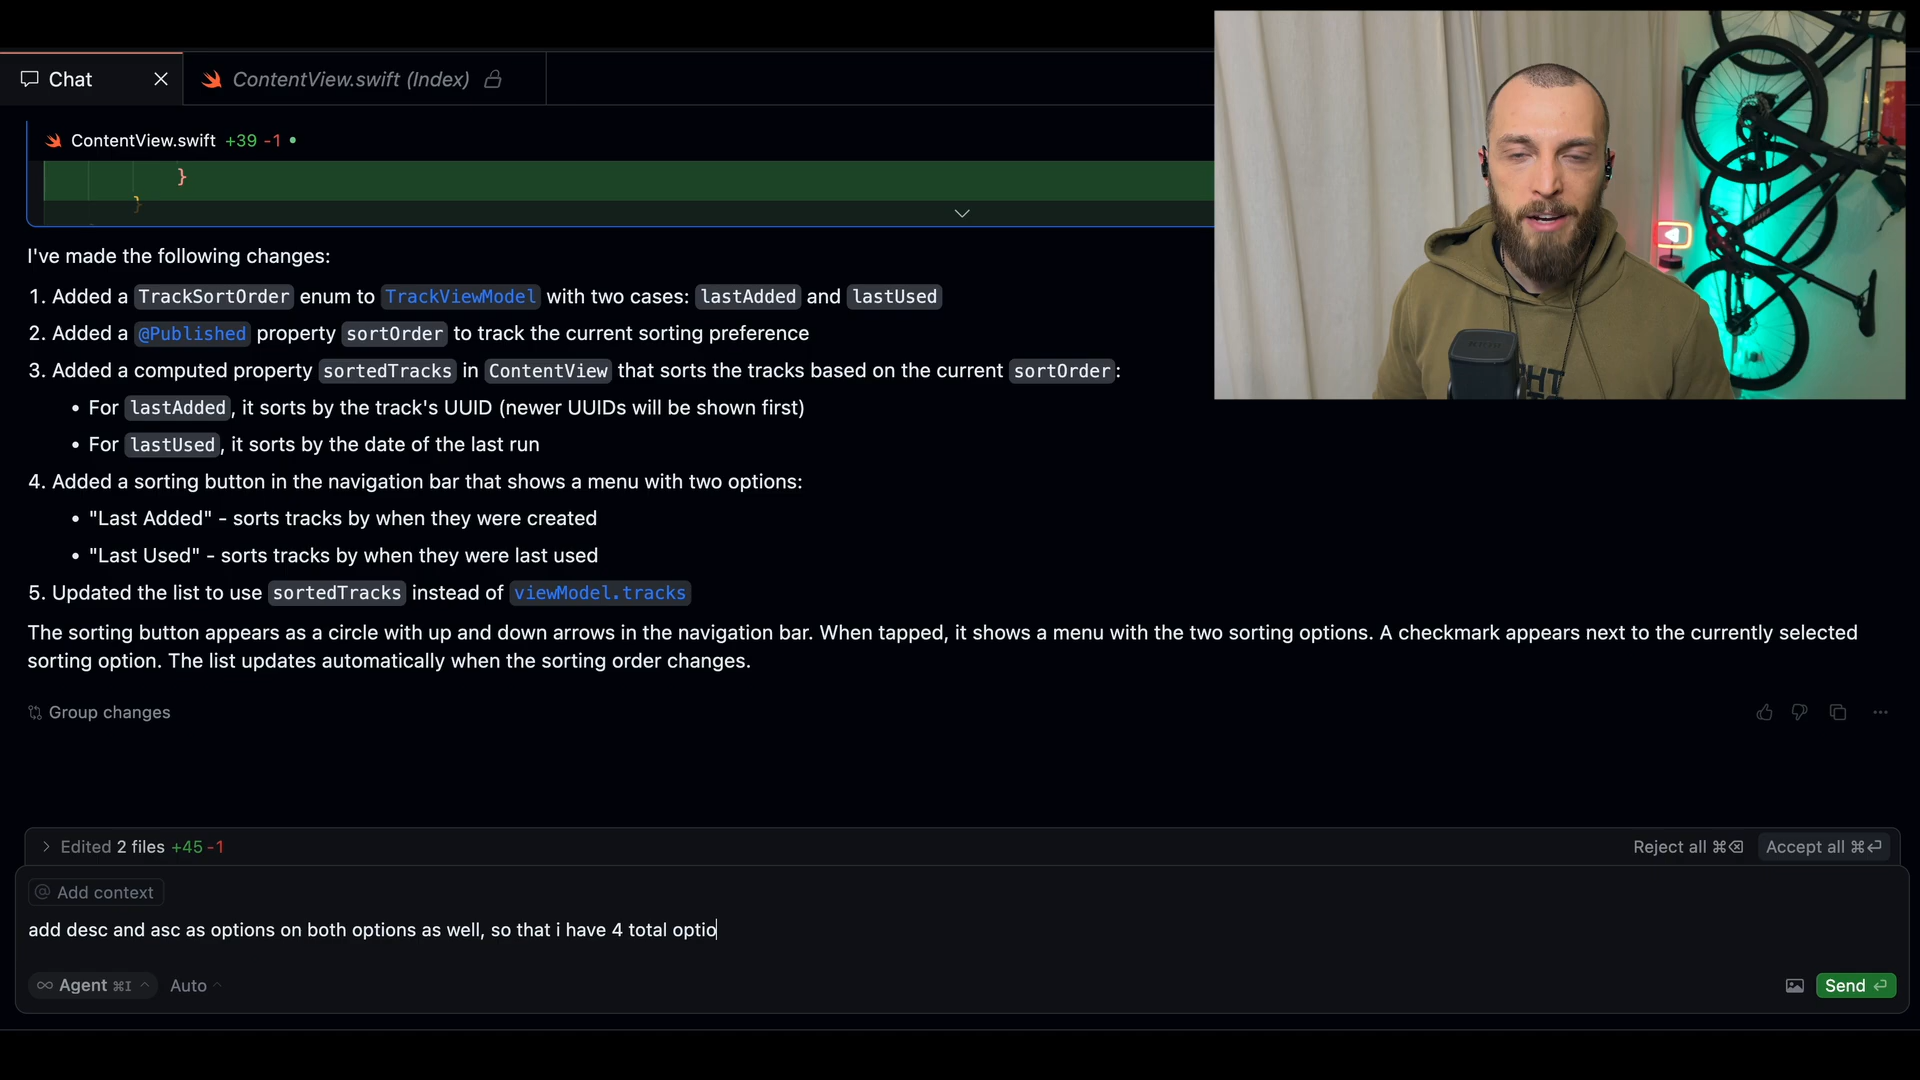 Chat
ContentView.swift (Index)
ContentView.swift +39 -1
}
}
I've made the following changes:
1. Added a TrackSortOrder enum to TrackViewModel with two cases: lastAdded and lastUsed
2. Added a @Published property sortOrder to track the current sorting preference
3. Added a computed property sortedTracks in ContentView that sorts the tracks based on the current sortOrder:
• For lastAdded, it sorts by the track's UUID (newer UUIDs will be shown first)
• For lastUsed, it sorts by the date of the last run
4. Added a sorting button in the navigation bar that shows a menu with two options:
• "Last Added" - sorts tracks by when they were created
• "Last Used" - sorts tracks by when they were last used
5. Updated the list to use sortedTracks instead of viewModel.tracks
The sorting button appears as a circle with up and down arrows in the navigation bar. When tapped, it shows a menu with the two sorting options. A checkmark appears next to the currently selected
sorting option. The list updates automatically when the sorting order changes.
Group changes
Edited 2 files +45 -1
Reject all ⌘⌫ Accept all ⌘⏎
@ Add context
add desc and asc as options on both options as well, so that i have 4 total optio
∞ Agent ⌘I Auto
Send ⏎